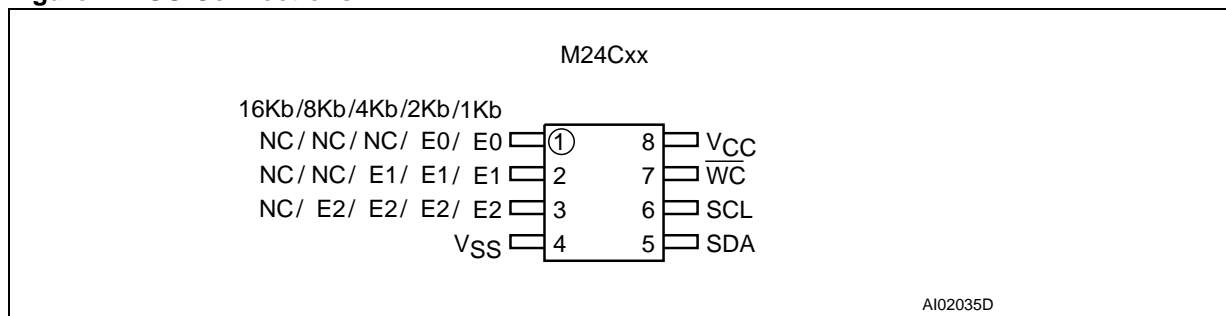 M24Cxx
16Kb/8Kb/4Kb/2Kb/1Kb
NC/ NC/ NC/ E0/ E0 1 8 VCC
NC/ NC/ E1/ E1/ E1 2 7 WC
NC/ E2/ E2/ E2/ E2 3 6 SCL
VSS 4 5 SDA
AI02035D